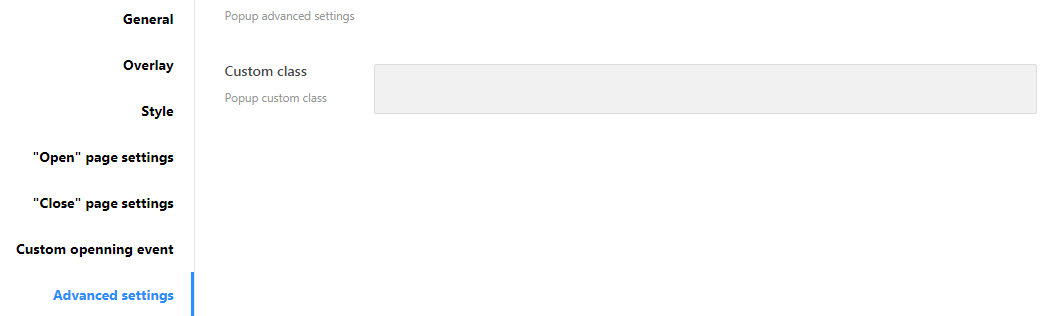 General
Overlay
Style
"Open" page settings
"Close" page settings
Custom openning event
Advanced settings
Popup advanced settings
Custom class
Popup custom class